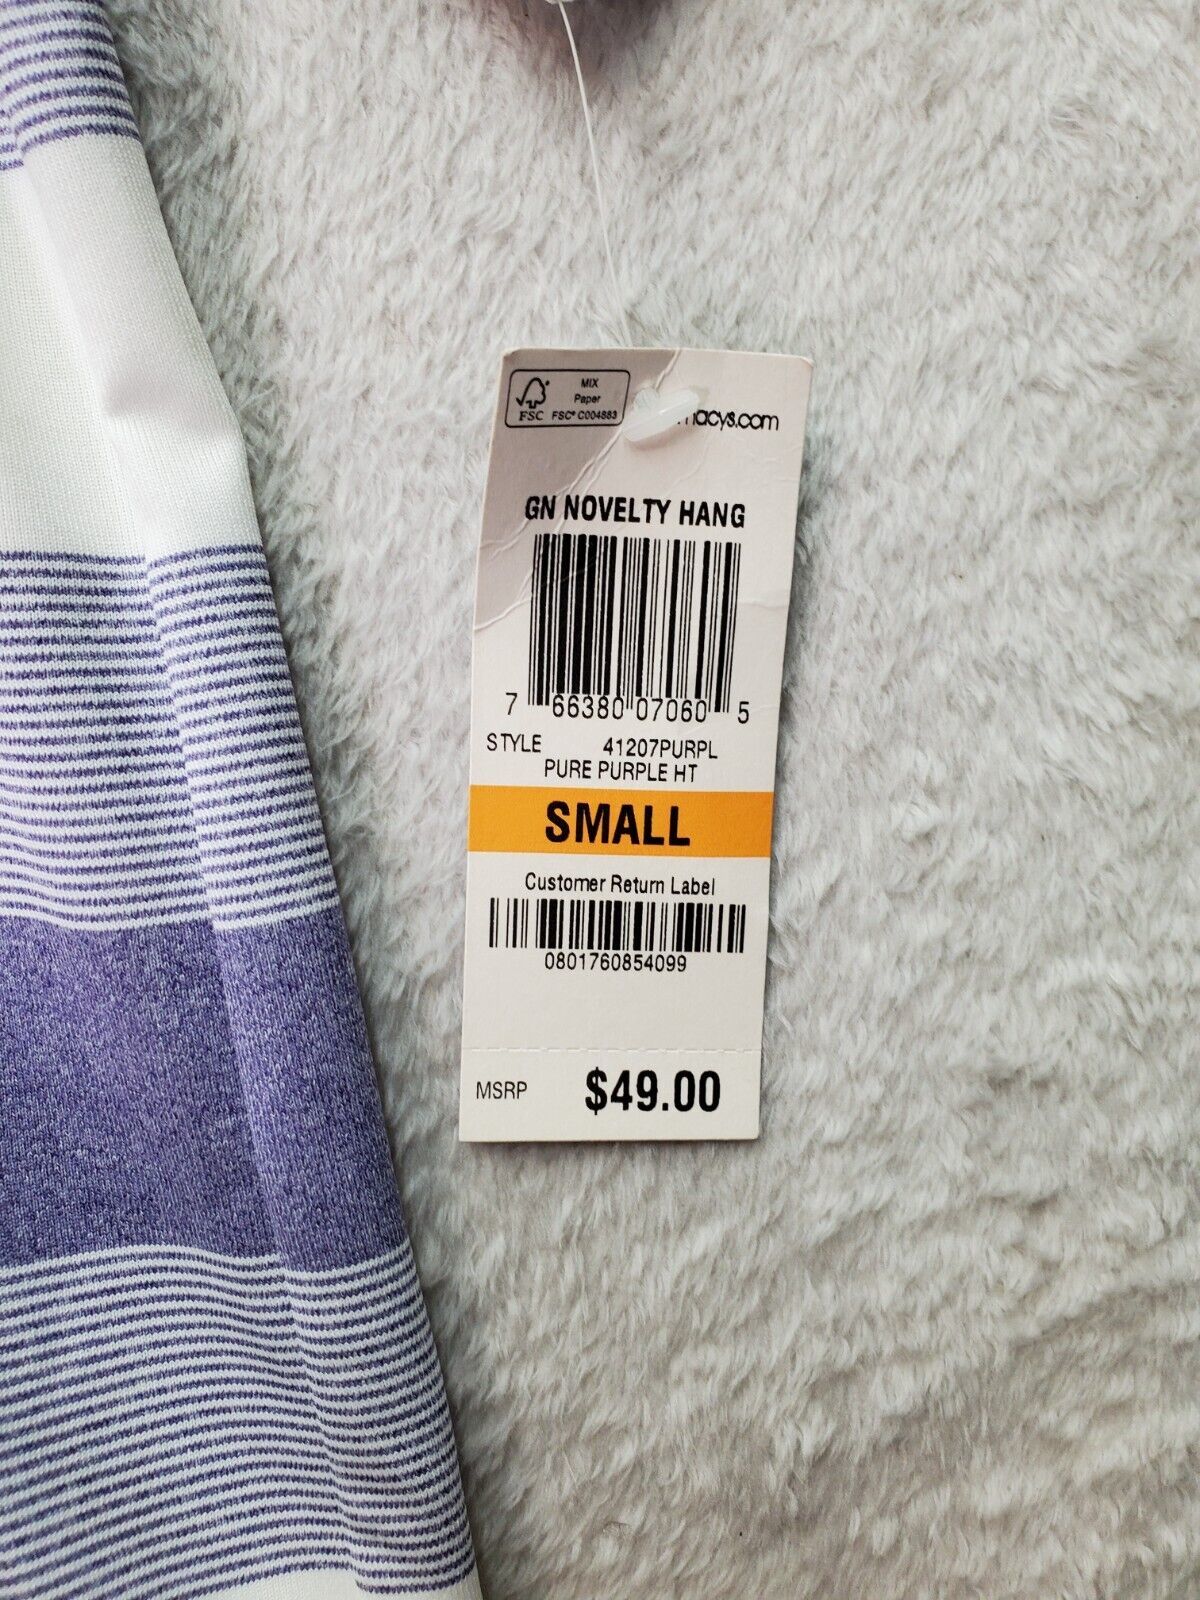 MIX
Paper
FSC FSC® C004883
macys.com
GN NOVELTY HANG
7 66380 07060 5
STYLE 41207PURPL
PURE PURPLE HT
SMALL
Customer Return Label
0801760854099
MSRP $49.00